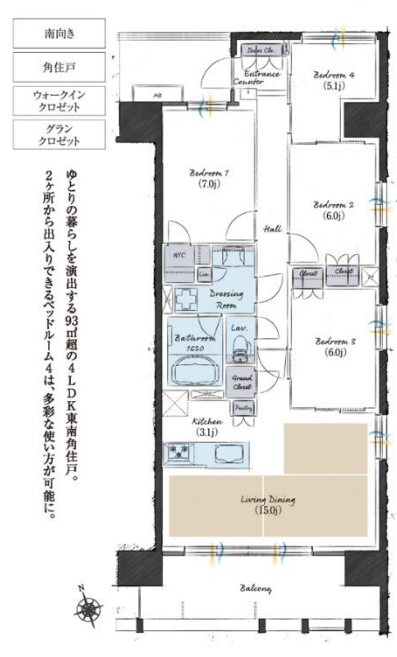 南向き
角住戸
ウォークイン
クロゼット
グラン
クロゼット
ゆとりの暮らしを演出する93㎡超の4LDK東南角住戸。
2ヶ所から出入りできるベッドルーム4は、多彩な使い方が可能に。
Shoes Clo.
Entrance
Counter
Bedroom 4
(5.1j)
Bedroom 1
(7.0j)
Bedroom 2
(6.0j)
Hall
WIC
Lin.
Dressing
Room
Closet
Closet
Bathroom
1620
Lav.
Bedroom 3
(6.0j)
Grand
Closet
Pantry
Kitchen
(3.1j)
Living Dining
(15.0j)
Balcony
N